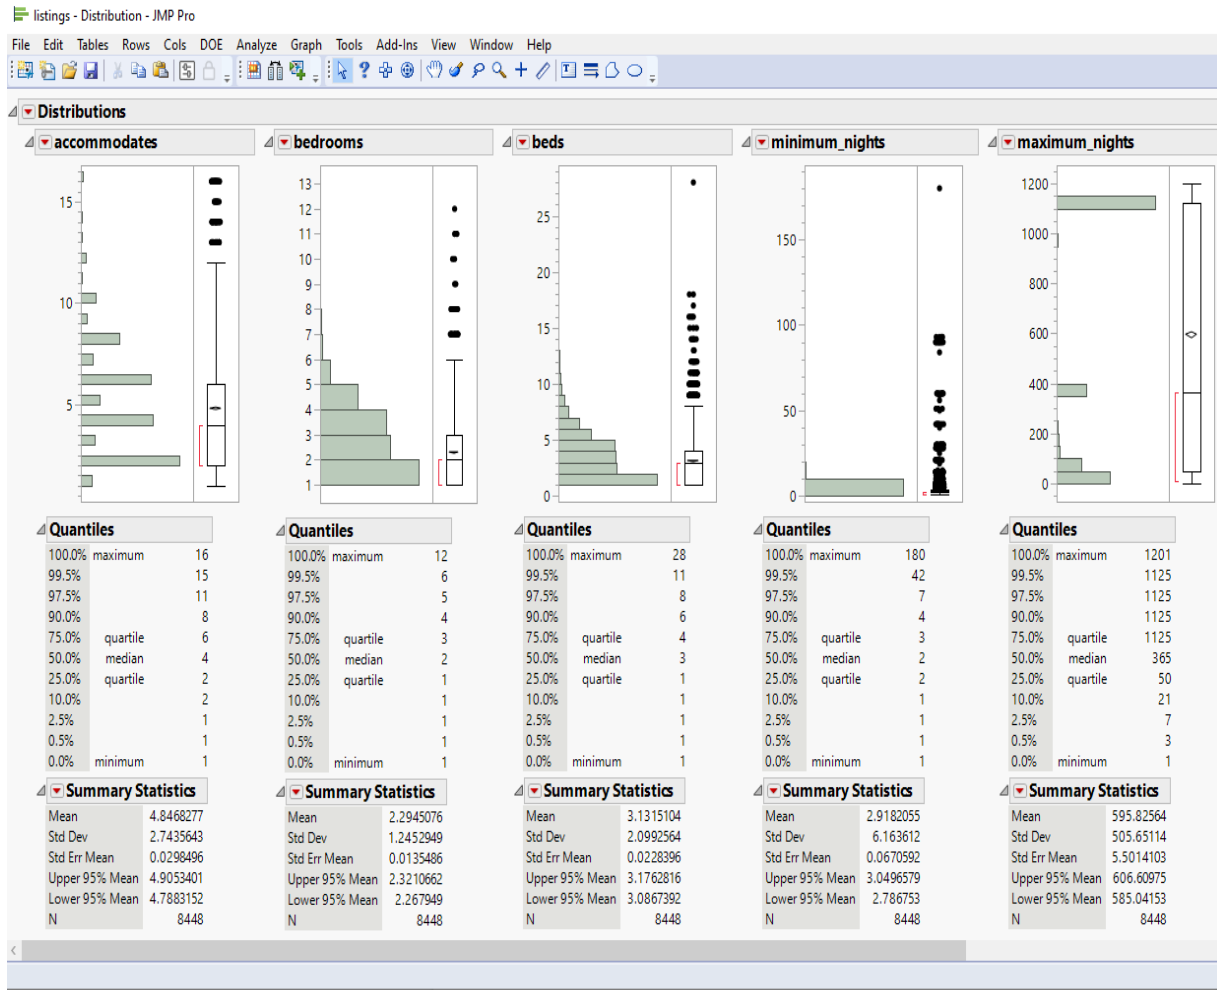 listings - Distribution - JMP Pro
File Edit Tables Rows Cols DOE Analyze Graph Tools Add-Ins View Window Help
Distributions
accommodates
15
10
5
Quantiles
100.0% maximum 16
99.5% 15
97.5% 11
90.0% 8
75.0% quartile 6
50.0% median 4
25.0% quartile 2
10.0% 2
2.5% 1
0.5% 1
0.0% minimum 1
Summary Statistics
Mean 4.8468277
Std Dev 2.7435643
Std Err Mean 0.0298496
Upper 95% Mean 4.9053401
Lower 95% Mean 4.7883152
N 8448
bedrooms
13
12
11
10
9
8
7
6
5
4
3
2
1
Quantiles
100.0% maximum 12
99.5% 6
97.5% 5
90.0% 4
75.0% quartile 3
50.0% median 2
25.0% quartile 1
10.0% 1
2.5% 1
0.5% 1
0.0% minimum 1
Summary Statistics
Mean 2.2945076
Std Dev 1.2452949
Std Err Mean 0.0135486
Upper 95% Mean 2.3210662
Lower 95% Mean 2.267949
N 8448
beds
25
20
15
10
5
0
Quantiles
100.0% maximum 28
99.5% 11
97.5% 8
90.0% 6
75.0% quartile 4
50.0% median 3
25.0% quartile 1
10.0% 1
2.5% 1
0.5% 1
0.0% minimum 1
Summary Statistics
Mean 3.1315104
Std Dev 2.0992564
Std Err Mean 0.0228396
Upper 95% Mean 3.1762816
Lower 95% Mean 3.0867392
N 8448
minimum_nights
150
100
50
0
Quantiles
100.0% maximum 180
99.5% 42
97.5% 7
90.0% 4
75.0% quartile 3
50.0% median 2
25.0% quartile 2
10.0% 1
2.5% 1
0.5% 1
0.0% minimum 1
Summary Statistics
Mean 2.9182055
Std Dev 6.163612
Std Err Mean 0.0670592
Upper 95% Mean 3.0496579
Lower 95% Mean 2.786753
N 8448
maximum_nights
1200
1000
800
600
400
200
0
Quantiles
100.0% maximum 1201
99.5% 1125
97.5% 1125
90.0% 1125
75.0% quartile 1125
50.0% median 365
25.0% quartile 50
10.0% 21
2.5% 7
0.5% 3
0.0% minimum 1
Summary Statistics
Mean 595.82564
Std Dev 505.65114
Std Err Mean 5.5014103
Upper 95% Mean 606.60975
Lower 95% Mean 585.04153
N 8448